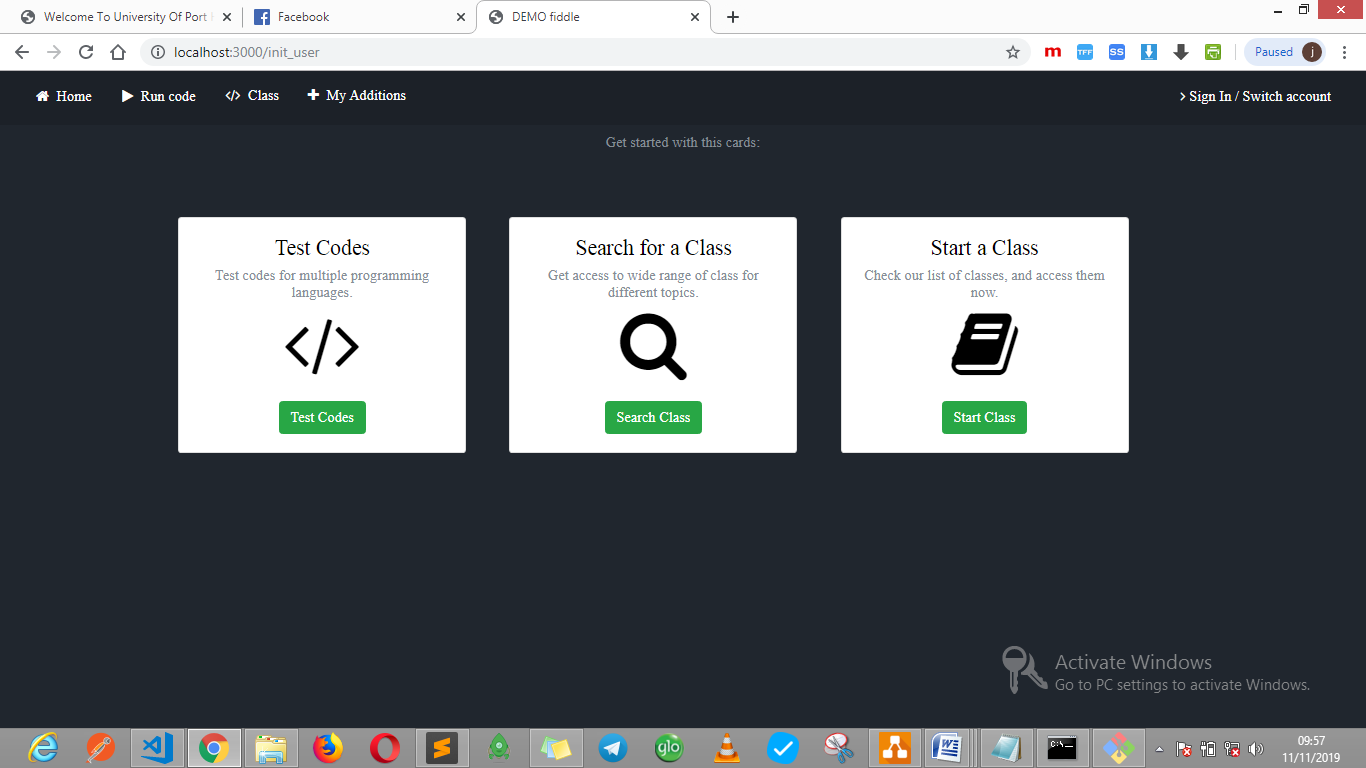 Welcome To University Of Port
Facebook
DEMO fiddle
localhost:3000/init_user
m
TFF
SS
Paused
j
Home
Run code
Class
My Additions
Sign In / Switch account
Get started with this cards:
Test Codes
Test codes for multiple programming
languages.
Test Codes
Search for a Class
Get access to wide range of class for
different topics.
Search Class
Start a Class
Check our list of classes, and access them
now.
Start Class
Activate Windows
Go to PC settings to activate Windows.
glo
C:\._
09:57
11/11/2019